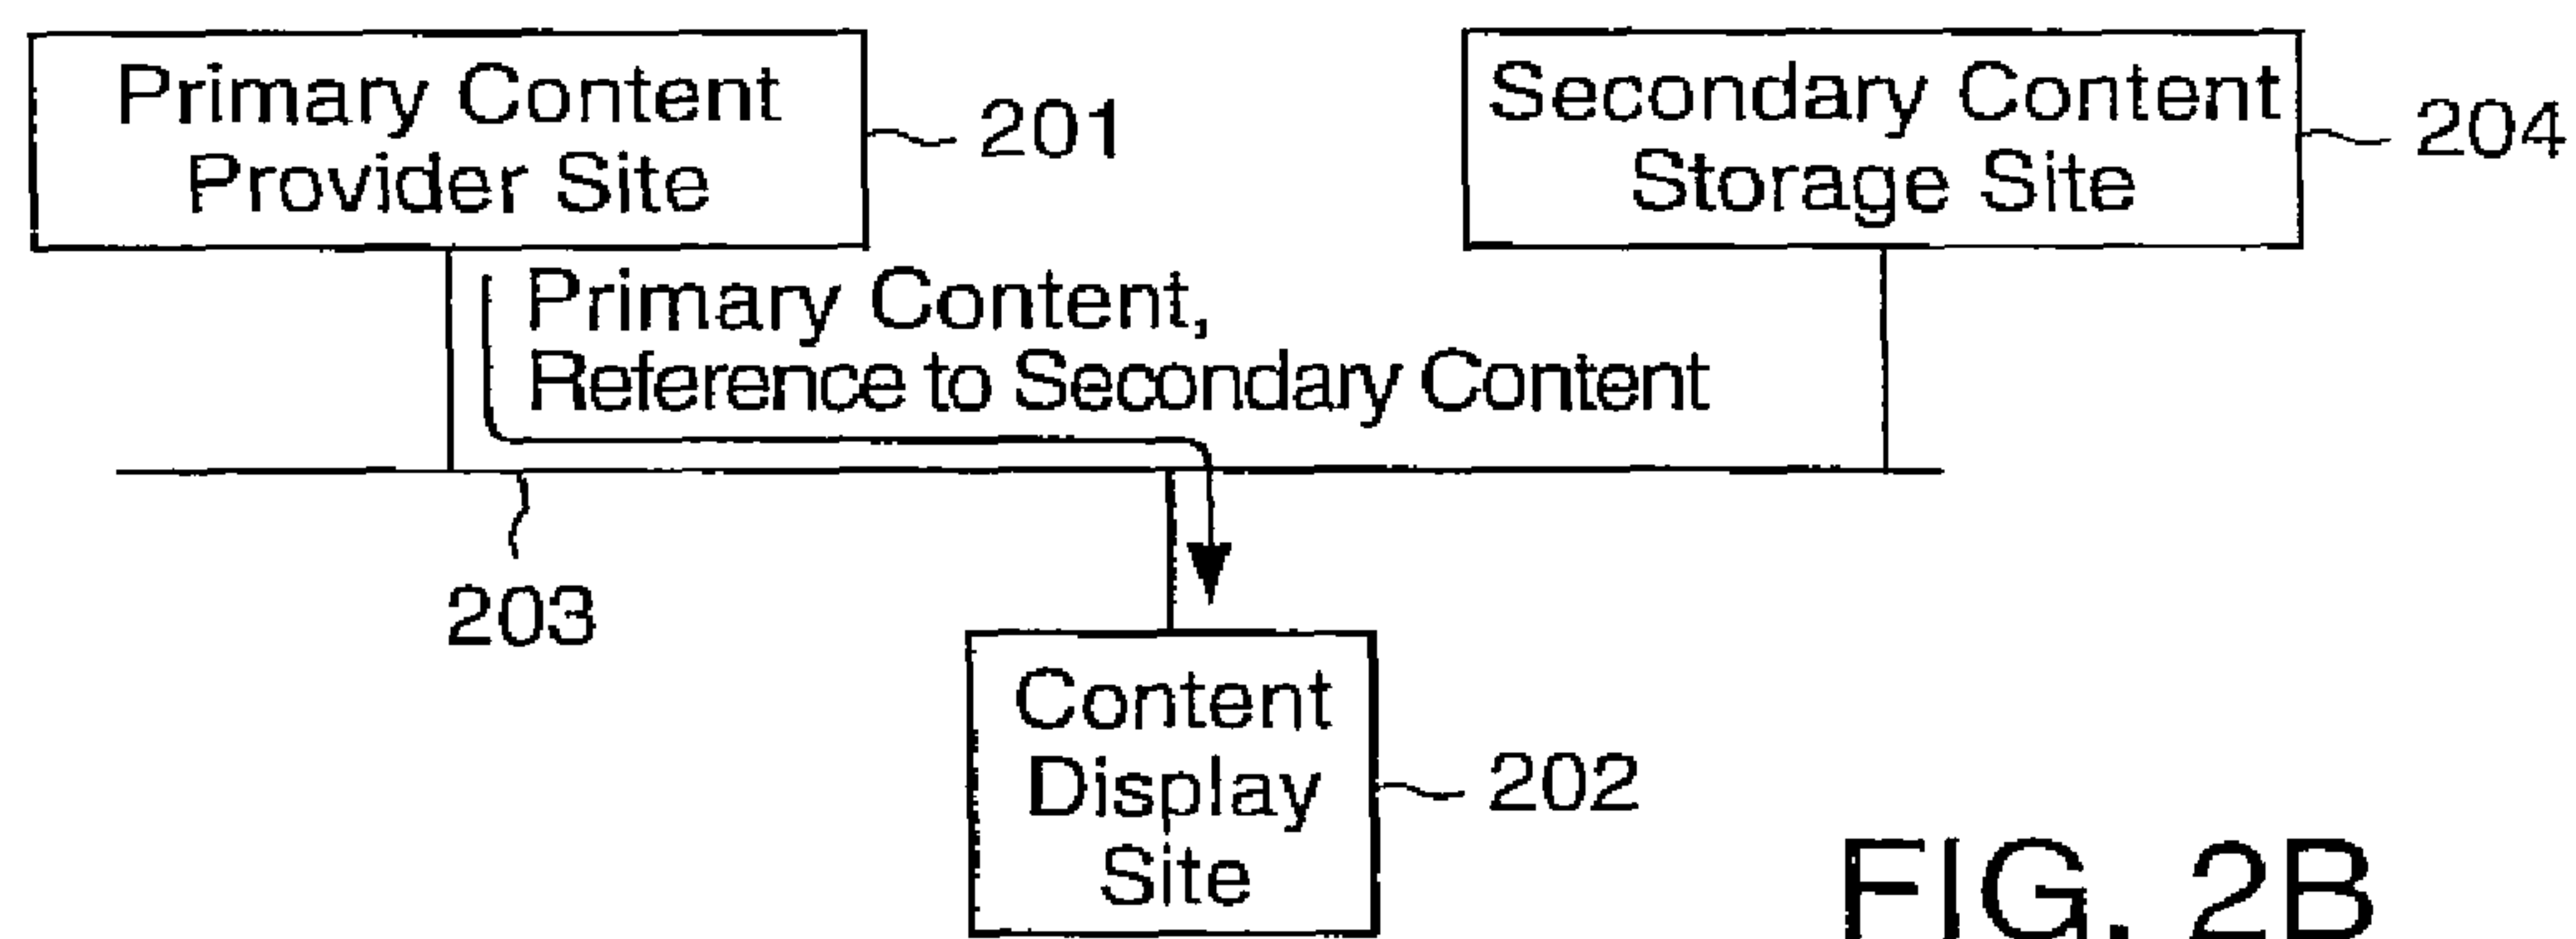 Primary Content
Provider Site
201
Secondary Content
Storage Site
204
Primary Content,
Reference to Secondary Content
203
Content
Display
Site
202
FIG. 2B